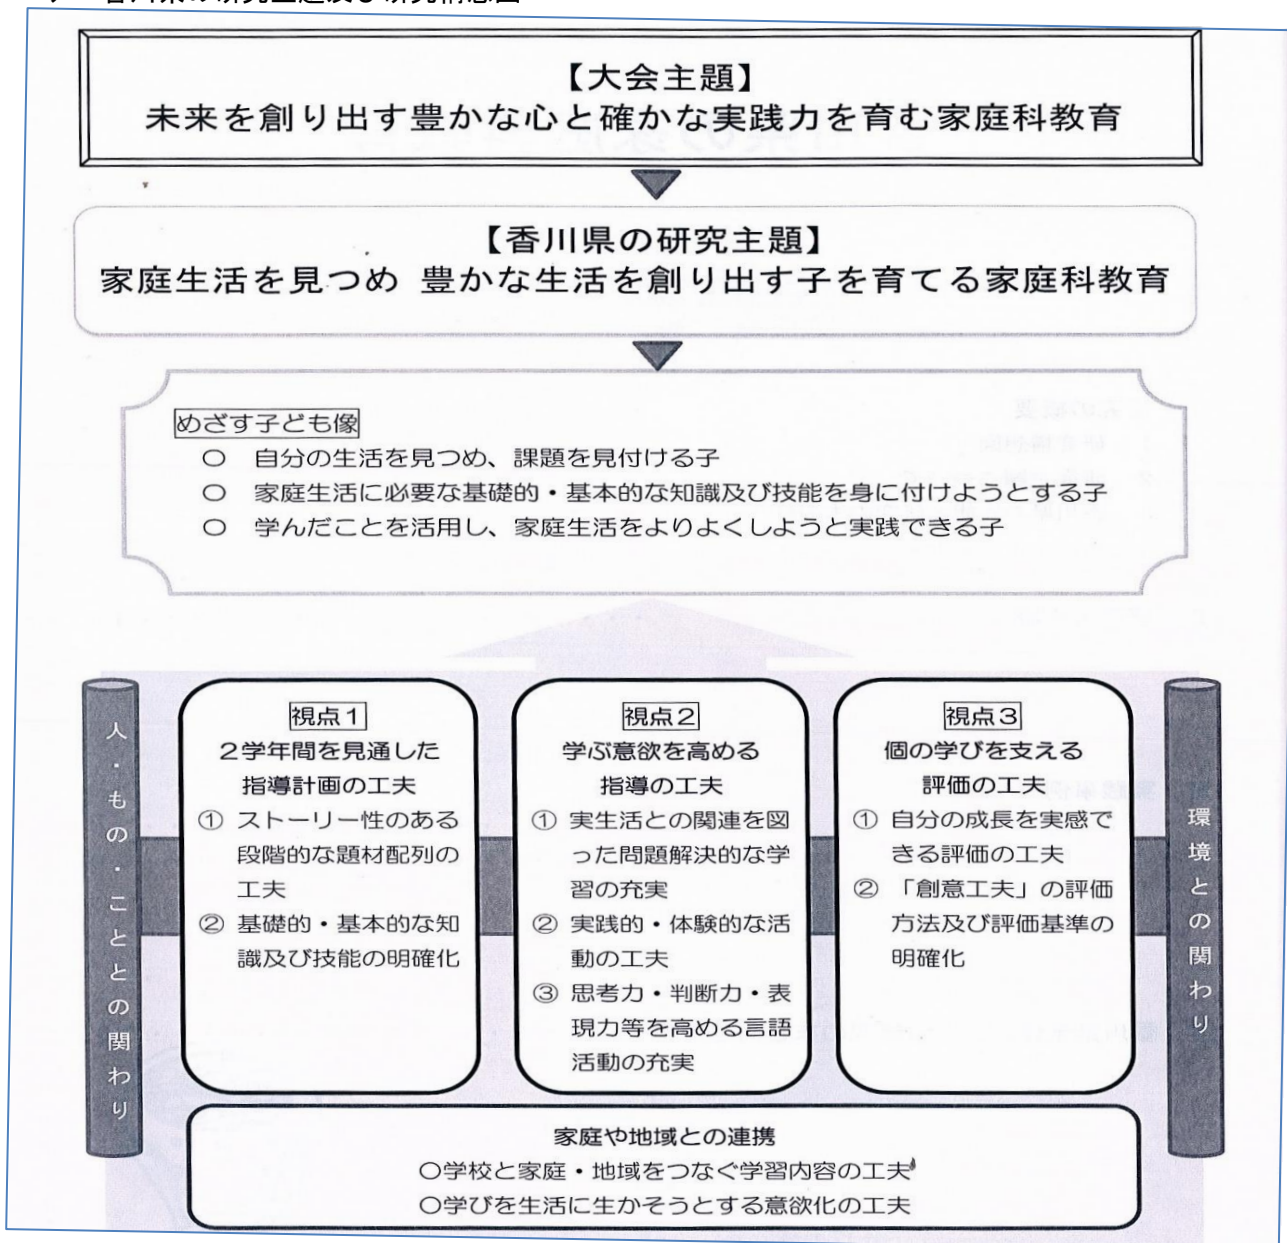 【大会主題】
未来を創り出す豊かな心と確かな実践力を育む家庭科教育
【香川県の研究主題】
家庭生活を見つめ 豊かな生活を創り出す子を育てる家庭科教育
めざす子ども像
○ 自分の生活を見つめ、課題を見付ける子
○ 家庭生活に必要な基礎的・基本的な知識及び技能を身に付けようとする子
○ 学んだことを活用し、家庭生活をよりよくしようと実践できる子
人・もの・こととの関わり
視点1
2学年間を見通した
指導計画の工夫
① ストーリー性のある
段階的な題材配列の
工夫
② 基礎的・基本的な知
識及び技能の明確化
視点2
学ぶ意欲を高める
指導の工夫
① 実生活との関連を図
った問題解決的な学
習の充実
② 実践的・体験的な活
動の工夫
③ 思考力・判断力・表
現力等を高める言語
活動の充実
視点3
個の学びを支える
評価の工夫
① 自分の成長を実感で
きる評価の工夫
② 「創意工夫」の評価
方法及び評価基準の
明確化
環境との関わり
家庭や地域との連携
○学校と家庭・地域をつなぐ学習内容の工夫
○学びを生活に生かそうとする意欲化の工夫